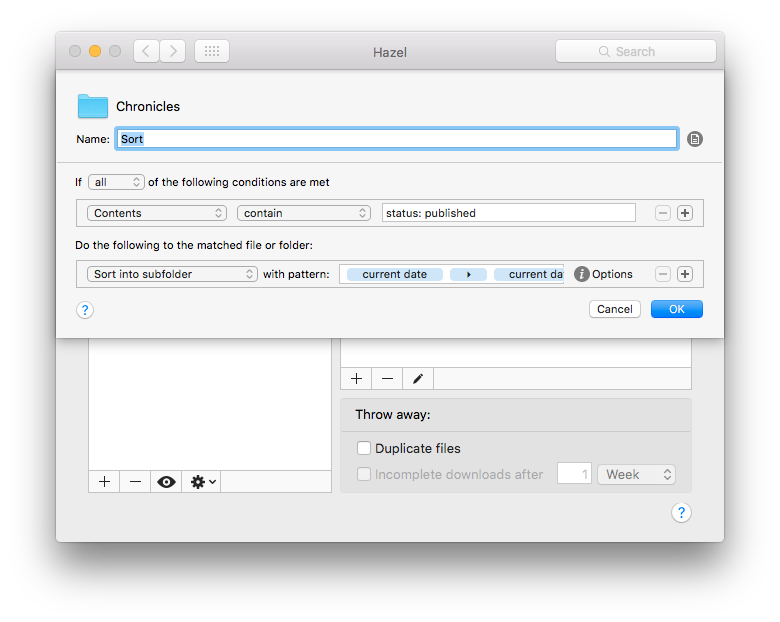 Hazel
Search
Chronicles
Name: Sort
If all of the following conditions are met
Contents contain status: published
Do the following to the matched file or folder:
Sort into subfolder with pattern: current date current da Options
? Cancel OK
Throw away:
Duplicate files
Incomplete downloads after 1 Week
?